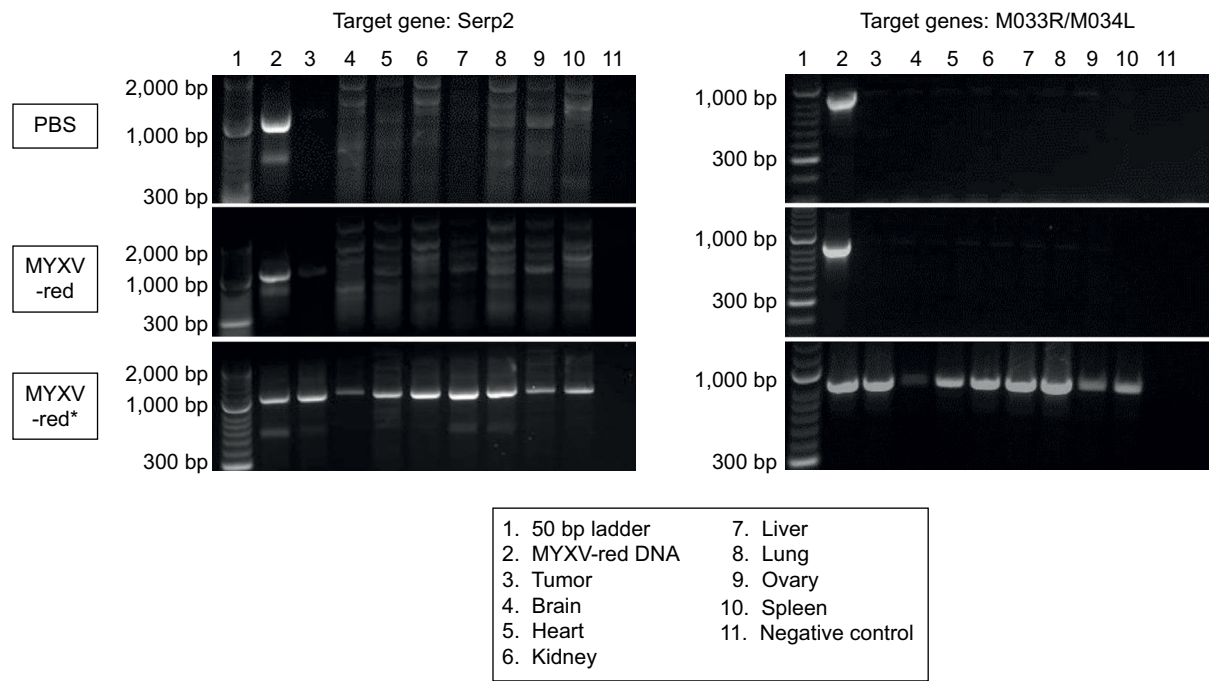 Target gene: Serp2
Target genes: M033R/M034L
1 2 3 4 5 6 7 8 9 10 11
1 2 3 4 5 6 7 8 9 10 11
PBS
2,000 bp
1,000 bp
300 bp
1,000 bp
300 bp
MYXV
-red
2,000 bp
1,000 bp
300 bp
1,000 bp
300 bp
MYXV
-red*
2,000 bp
1,000 bp
300 bp
1,000 bp
300 bp
1. 50 bp ladder
2. MYXV-red DNA
3. Tumor
4. Brain
5. Heart
6. Kidney
7. Liver
8. Lung
9. Ovary
10. Spleen
11. Negative control